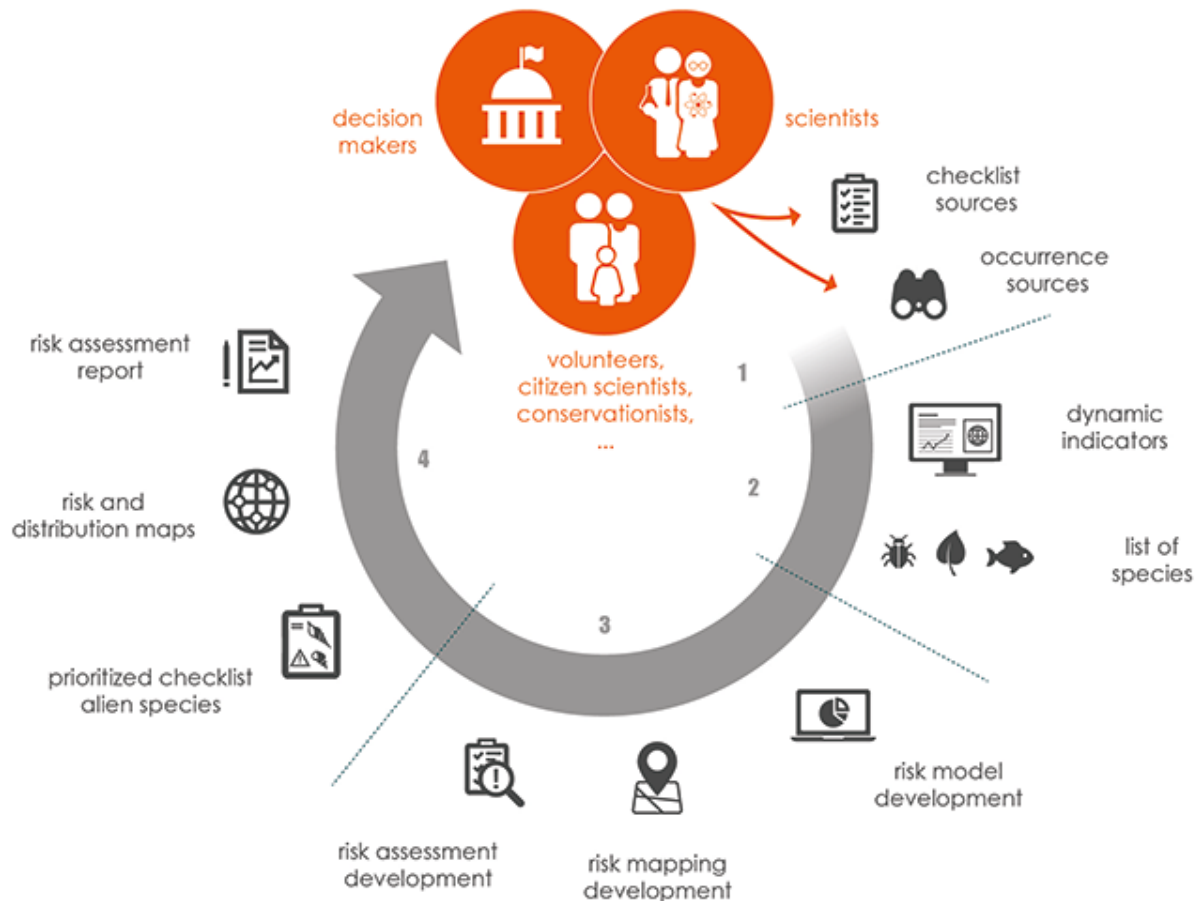 decision
makers
scientists
checklist
sources
occurrence
sources
volunteers,
citizen scientists,
conservationists,
...
1
dynamic
indicators
2
list of
species
3
risk model
development
risk mapping
development
risk assessment
development
4
prioritized checklist
alien species
risk and
distribution maps
risk assessment
report